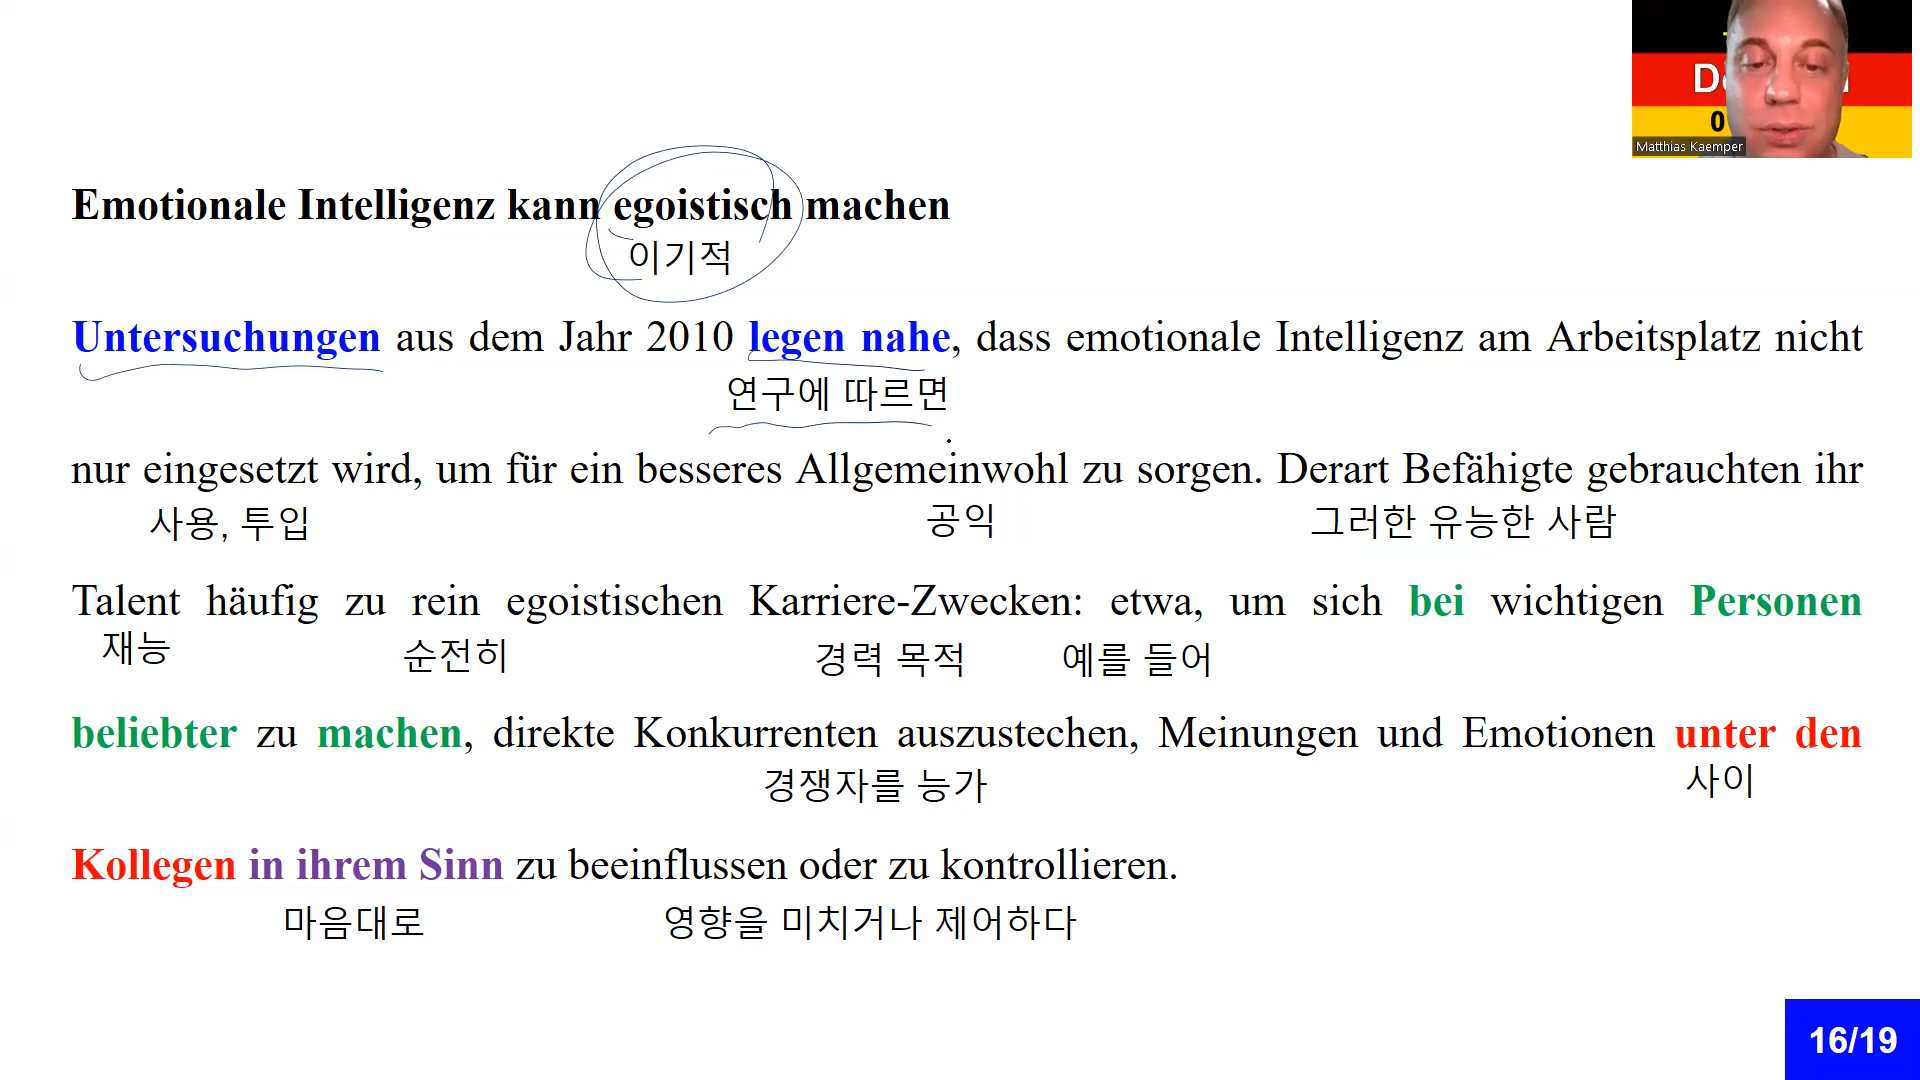 Matthias Kaemper
Emotionale Intelligenz kann egoistisch machen
이기적
Untersuchungen aus dem Jahr 2010 legen nahe, dass emotionale Intelligenz am Arbeitsplatz nicht
연구에 따르면
nur eingesetzt wird, um für ein besseres Allgemeinwohl zu sorgen. Derart Befähigte gebrauchten ihr
사용, 투입 공익 그러한 유능한 사람
Talent häufig zu rein egoistischen Karriere-Zwecken: etwa, um sich bei wichtigen Personen
재능 순전히 경력 목적 예를 들어
beliebter zu machen, direkte Konkurrenten auszustechen, Meinungen und Emotionen unter den
경쟁자를 능가 사이
Kollegen in ihrem Sinn zu beeinflussen oder zu kontrollieren.
마음대로 영향을 미치거나 제어하다
16/19